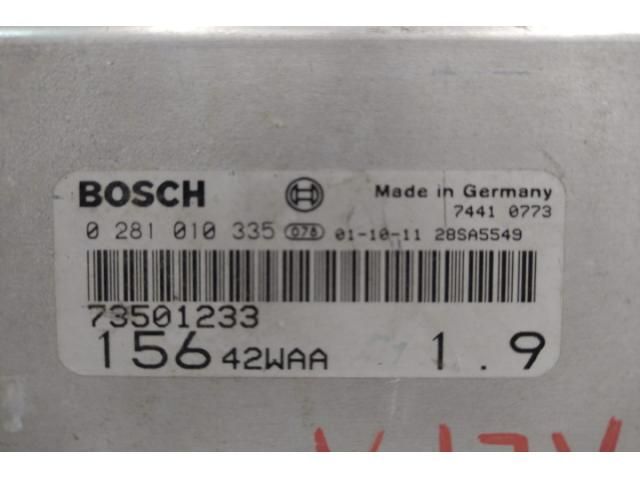 BOSCH Made in Germany
7441 0773
0 281 010 335 078 01-10-11 28SA5549
73501233
156 42WAA 1.9